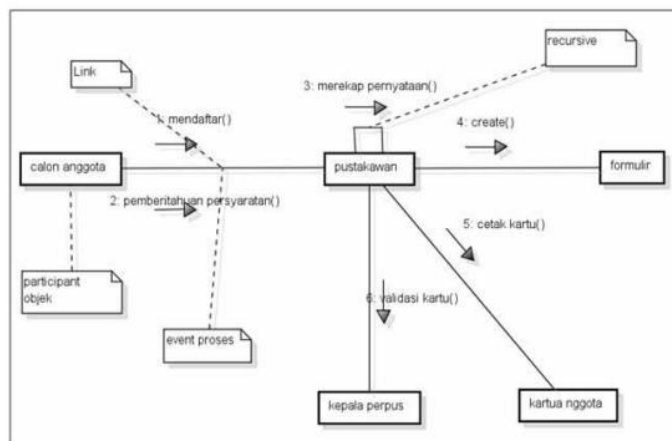 recursive
Link
3: merekap pernyataan()
1: mendaftar()
4: create()
calon anggota
pustakawan
formulir
2: pemberitahuan persyaratan()
5: cetak kartu()
participant
objek
6: validasi kartu()
event proses
kepala perpus
kartua nggota